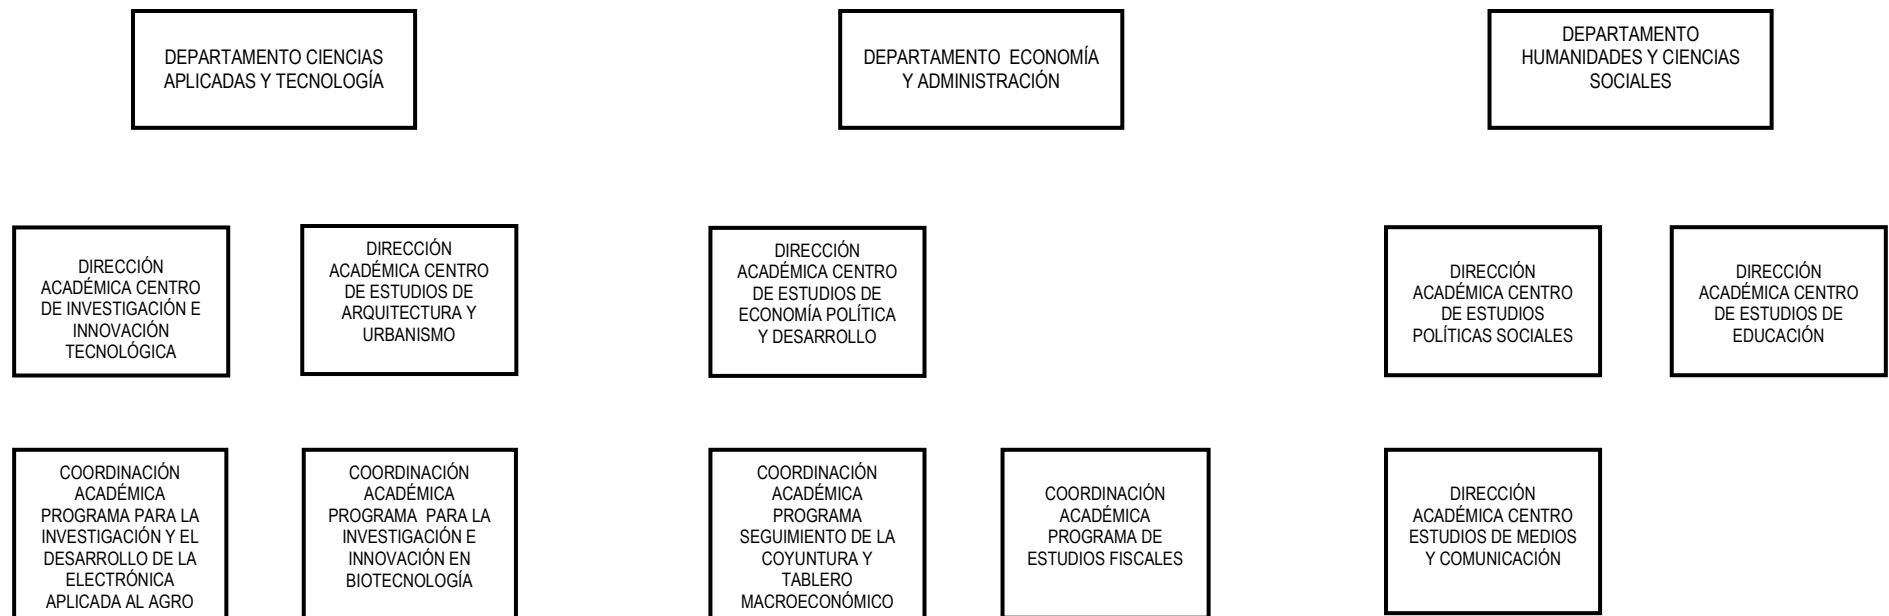 DEPARTAMENTO CIENCIAS
APLICADAS Y TECNOLOGÍA
DEPARTAMENTO ECONOMÍA
Y ADMINISTRACIÓN
DEPARTAMENTO
HUMANIDADES Y CIENCIAS
SOCIALES
DIRECCIÓN
ACADÉMICA CENTRO
DE INVESTIGACIÓN E
INNOVACIÓN
TECNOLÓGICA
DIRECCIÓN
ACADÉMICA CENTRO
DE ESTUDIOS DE
ARQUITECTURA Y
URBANISMO
DIRECCIÓN
ACADÉMICA CENTRO
DE ESTUDIOS DE
ECONOMÍA POLÍTICA
Y DESARROLLO
DIRECCIÓN
ACADÉMICA CENTRO
DE ESTUDIOS
POLÍTICAS SOCIALES
DIRECCIÓN
ACADÉMICA CENTRO
DE ESTUDIOS DE
EDUCACIÓN
COORDINACIÓN
ACADÉMICA
PROGRAMA PARA LA
INVESTIGACIÓN Y EL
DESARROLLO DE LA
ELECTRÓNICA
APLICADA AL AGRO
COORDINACIÓN
ACADÉMICA
PROGRAMA PARA LA
INVESTIGACIÓN E
INNOVACIÓN EN
BIOTECNOLOGÍA
COORDINACIÓN
ACADÉMICA
PROGRAMA
SEGUIMIENTO DE LA
COYUNTURA Y
TABLERO
MACROECONÓMICO
COORDINACIÓN
ACADÉMICA
PROGRAMA DE
ESTUDIOS FISCALES
DIRECCIÓN
ACADÉMICA CENTRO
ESTUDIOS DE MEDIOS
Y COMUNICACIÓN